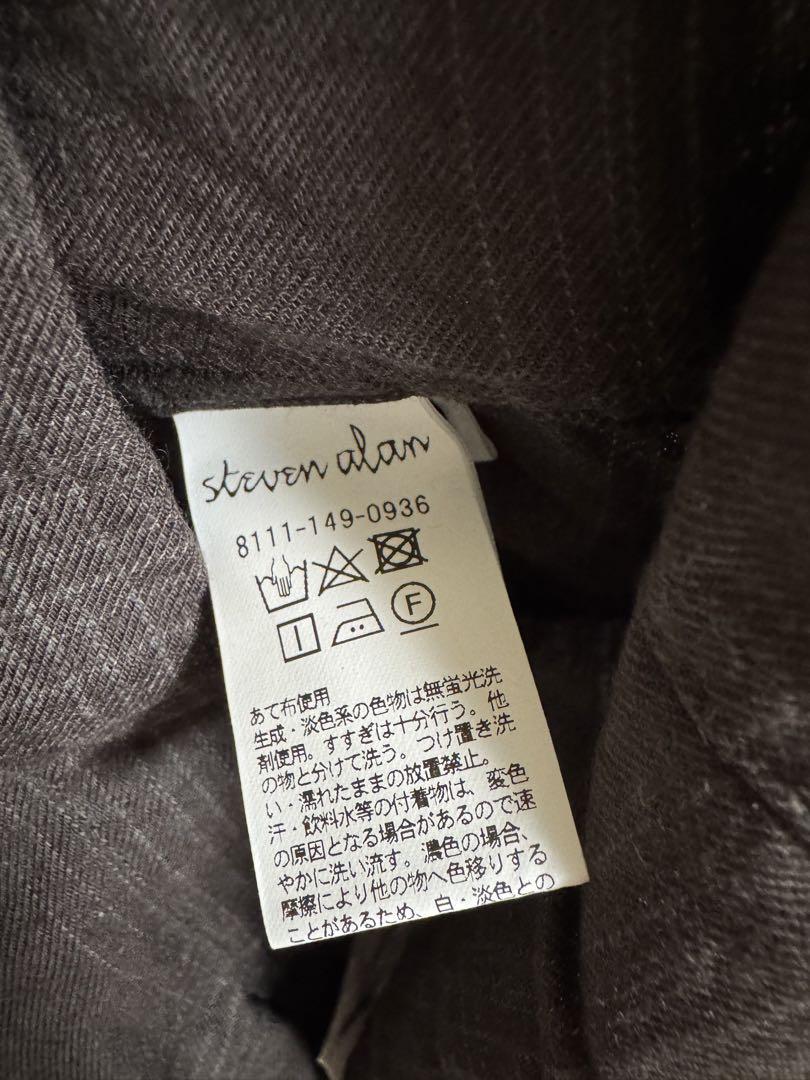 steven alan
8111-149-0936
F
あて布使用
生成・淡色系の色物は無蛍光洗
剤使用。すすぎは十分行う。他
の物と分けて洗う。つけ置き洗
い・濡れたままの放置禁止。
汗・飲料水等の付着物は、変色
の原因となる場合があるので速
やかに洗い流す。濃色の場合、
摩擦により他の物へ色移りする
ことがあるため、白・淡色との